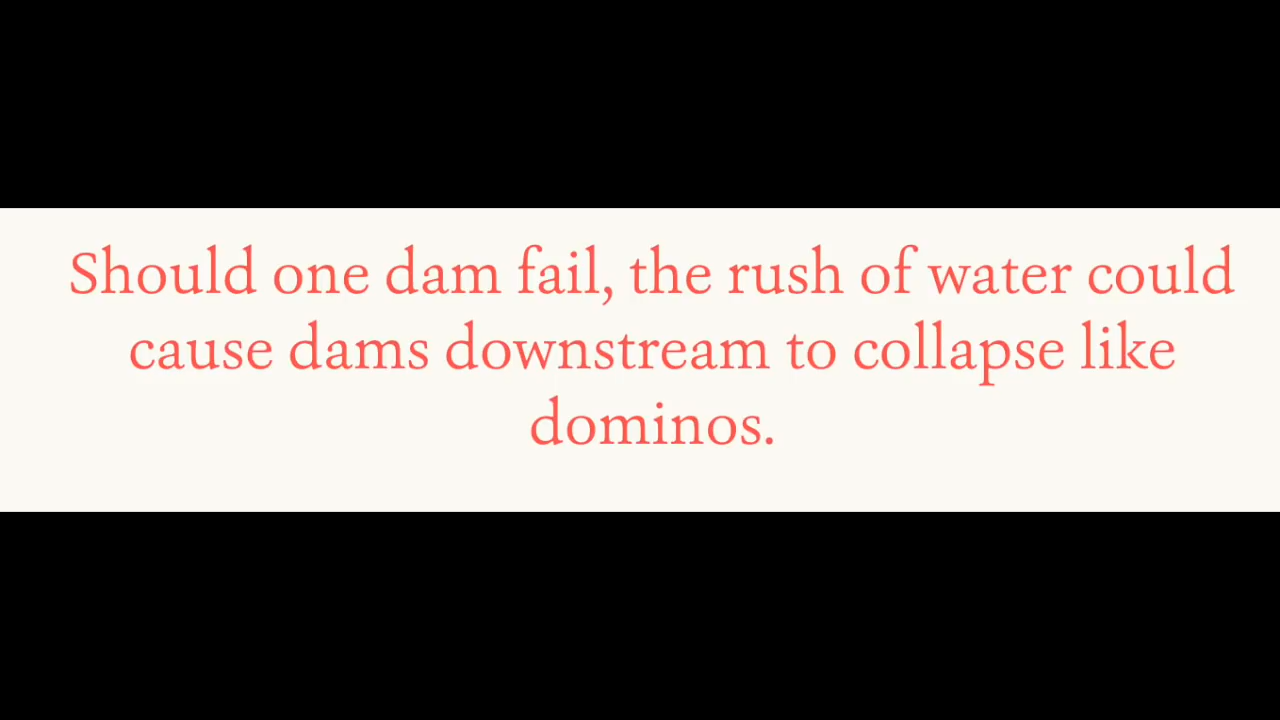 Should one dam fail, the rush of water could
cause dams downstream to collapse like
dominos.